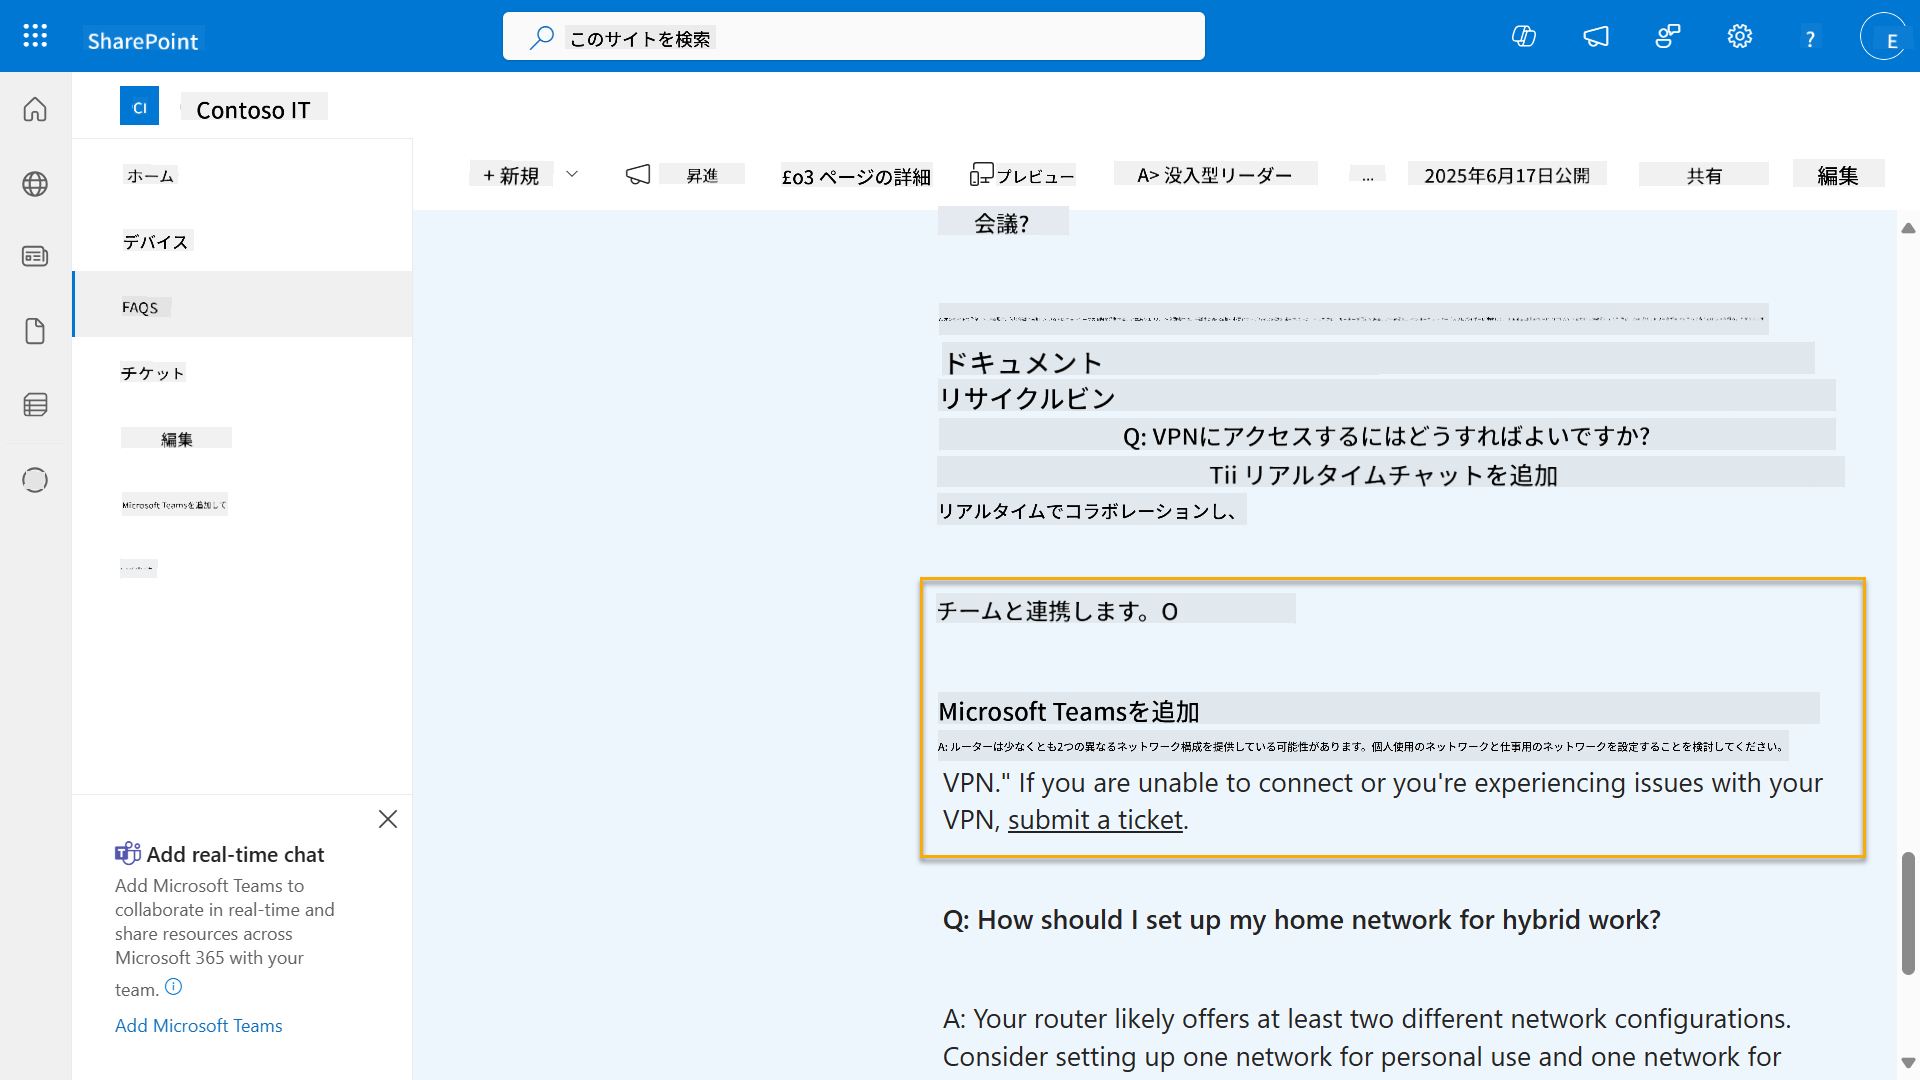 SharePoint
このサイトを検索
?
E
CI
Contoso IT
ホーム
デバイス
FAQS
チケット
編集
Microsoft Teamsを追加して
+ 新規
昇進
£o3 ページの詳細
プレビュー
A> 没入型リーダー
...
2025年6月17日公開
共有
編集
会議?
ドキュメント
リサイクルビン
Q: VPNにアクセスするにはどうすればよいですか?
Tii リアルタイムチャットを追加
リアルタイムでコラボレーションし、
チームと連携します。O
Microsoft Teamsを追加
A: ルーターは少なくとも2つの異なるネットワーク構成を提供している可能性があります。個人使用のネットワークと仕事用のネットワークを設定することを検討してください。
VPN." If you are unable to connect or you're experiencing issues with your
VPN, submit a ticket.
Q: How should I set up my home network for hybrid work?
A: Your router likely offers at least two different network configurations.
Consider setting up one network for personal use and one network for
Add real-time chat
Add Microsoft Teams to
collaborate in real-time and
share resources across
Microsoft 365 with your
team.
Add Microsoft Teams